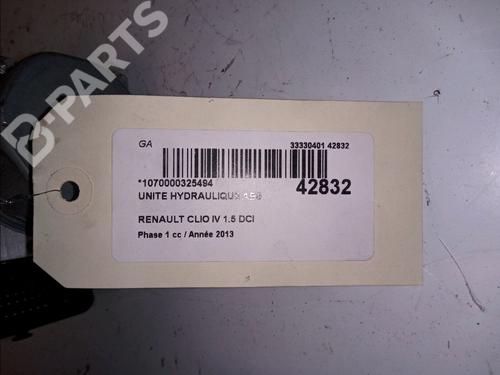 B-PARTS
GA
33330401 42832
*1070000325494
42832
UNITE HYDRAULIQUE ABS
RENAULT CLIO IV 1.5 DCI
Phase 1 cc / Année 2013